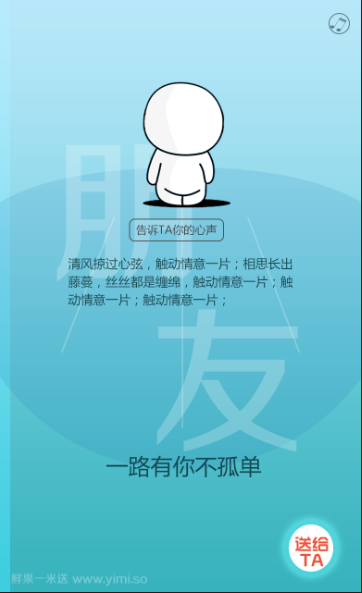 朋
告诉TA你的心声
清风掠过心弦，触动情意一片；相思长出
藤蔓，丝丝都是缠绵，触动情意一片；触
动情意一片；触动情意一片；
友
一路有你不孤单
送给
TA
鲜果一米送 www.yimi.so